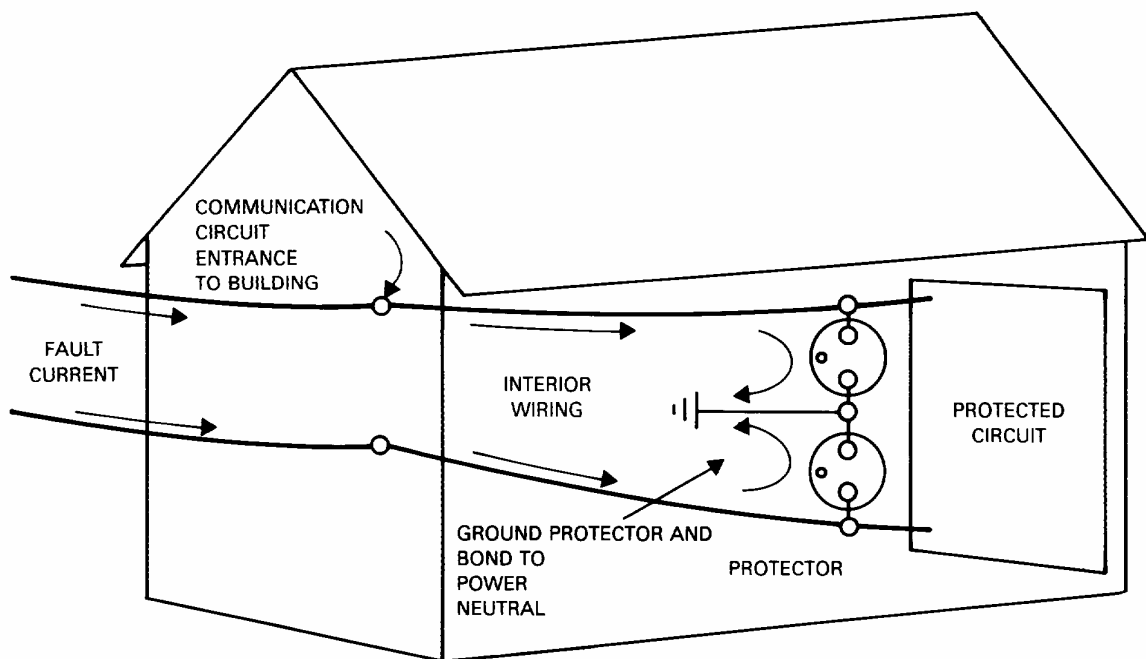 COMMUNICATION
CIRCUIT
ENTRANCE
TO BUILDING
FAULT
CURRENT
INTERIOR
WIRING
PROTECTED
CIRCUIT
GROUND PROTECTOR AND
BOND TO
POWER
NEUTRAL
PROTECTOR